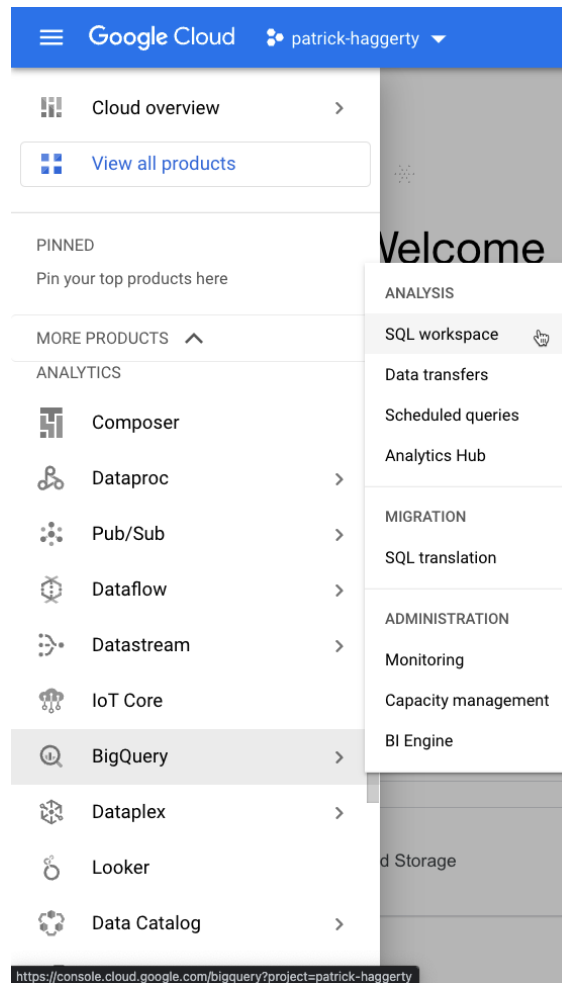 Google Cloud patrick-haggerty
Cloud overview
View all products
PINNED
Pin your top products here
MORE PRODUCTS
ANALYTICS
Composer
Dataproc
Pub/Sub
Dataflow
Datastream
IoT Core
BigQuery
Dataplex
Looker
Data Catalog
https://console.cloud.google.com/bigquery?project=patrick-haggerty
Welcome
ANALYSIS
SQL workspace
Data transfers
Scheduled queries
Analytics Hub
MIGRATION
SQL translation
ADMINISTRATION
Monitoring
Capacity management
BI Engine
d Storage